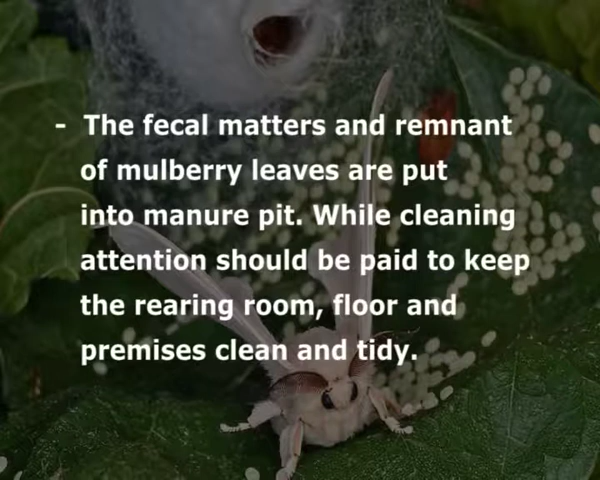 - The fecal matters and remnant
of mulberry leaves are put
into manure pit. While cleaning
attention should be paid to keep
the rearing room, floor and
premises clean and tidy.